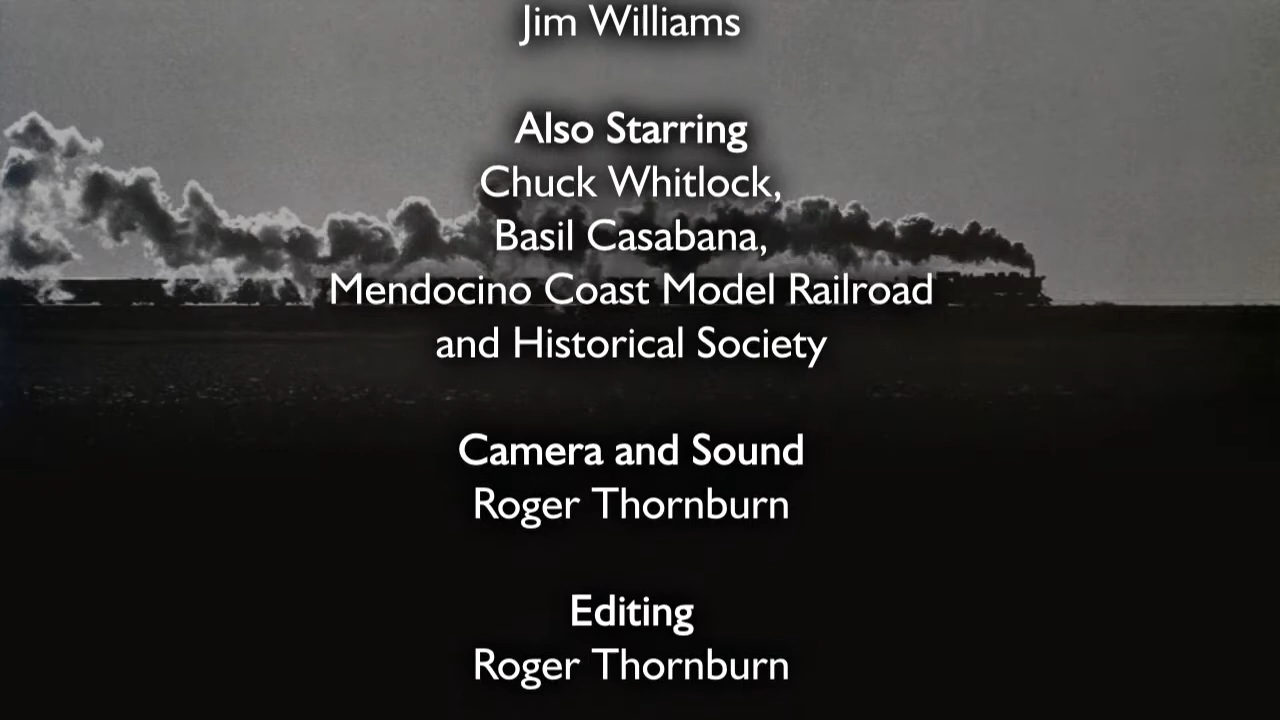 Jim Williams
Also Starring
Chuck Whitlock,
Basil Casabana,
Mendocino Coast Model Railroad
and Historical Society
Camera and Sound
Roger Thornburn
Editing
Roger Thornburn